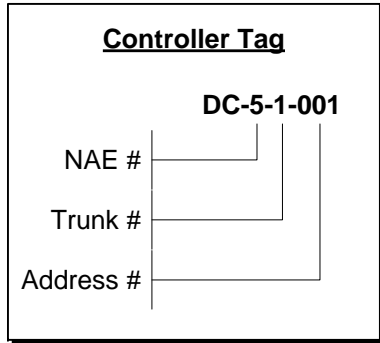 Controller Tag
DC-5-1-001
NAE #
Trunk #
Address #